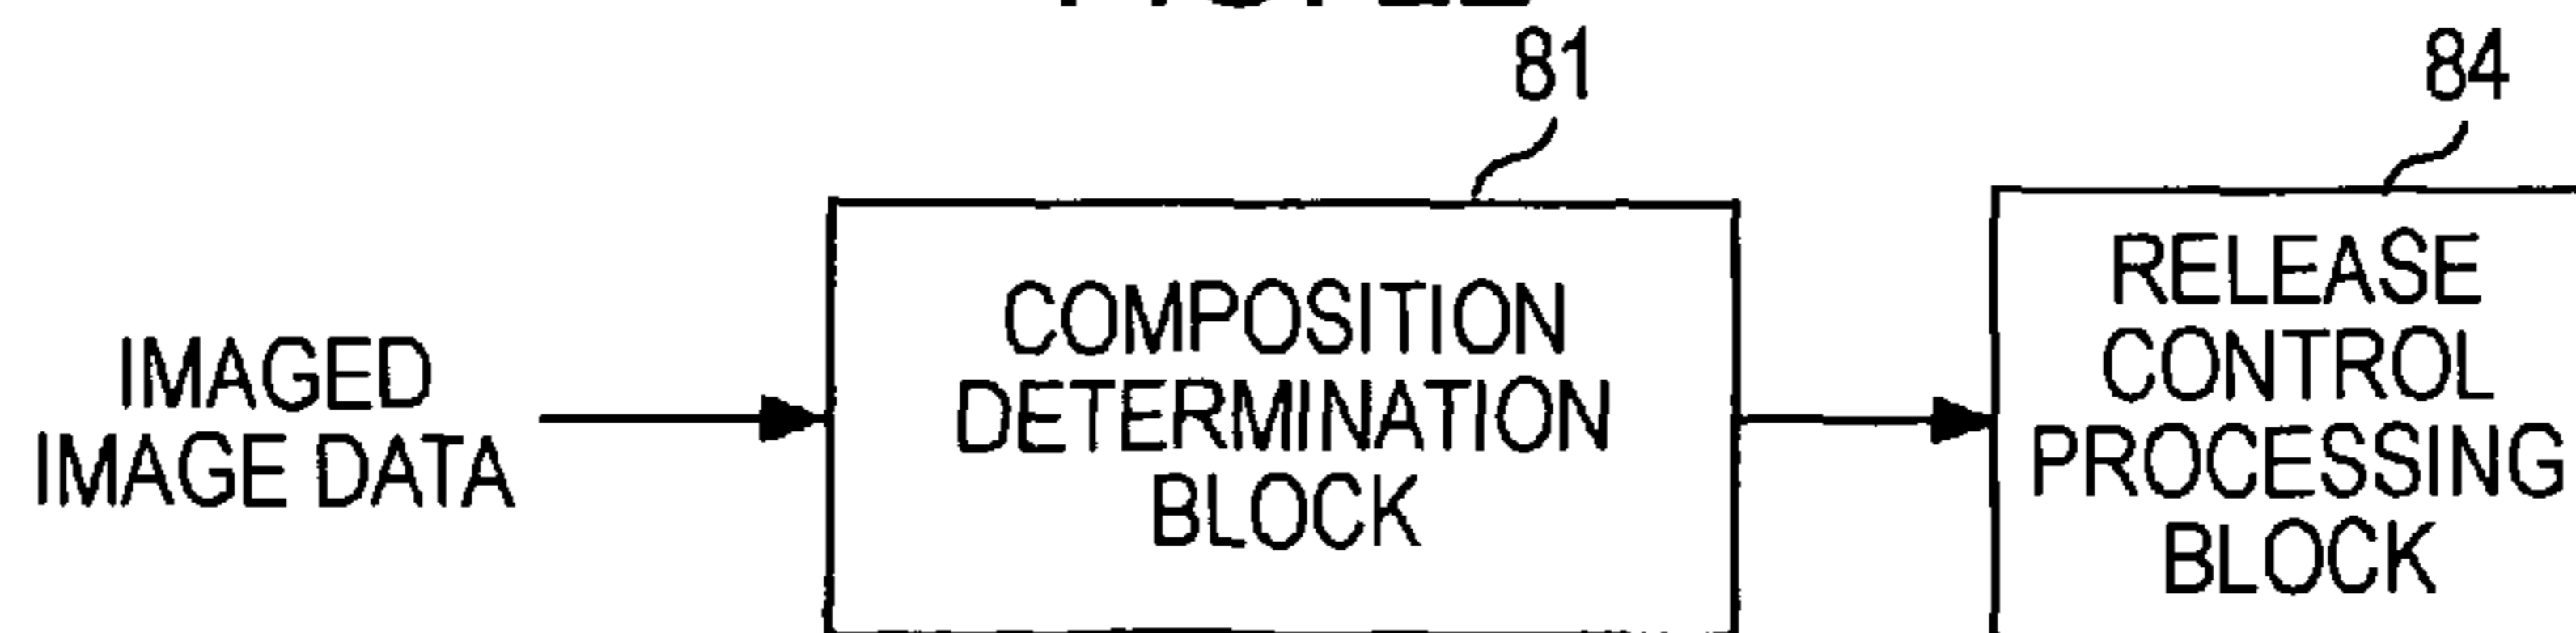 81
84
IMAGED
IMAGE DATA
COMPOSITION
DETERMINATION
BLOCK
RELEASE
CONTROL
PROCESSING
BLOCK